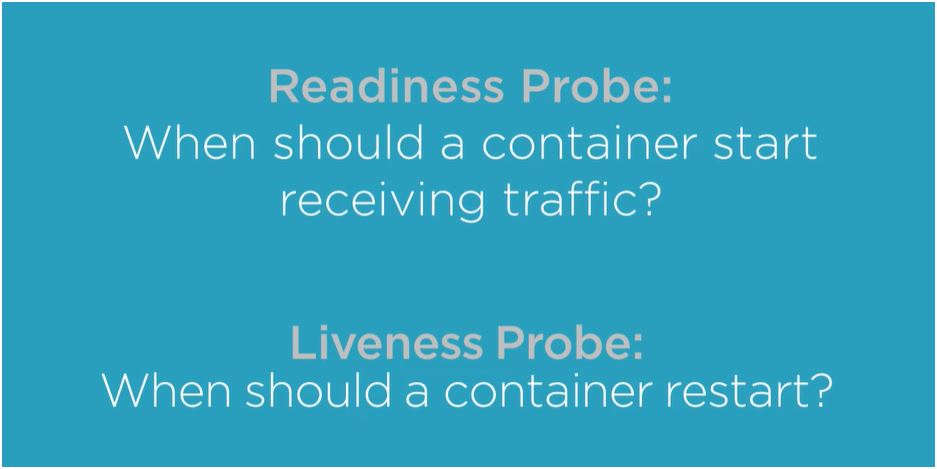 Readiness Probe:
When should a container start
receiving traffic?
Liveness Probe:
When should a container restart?